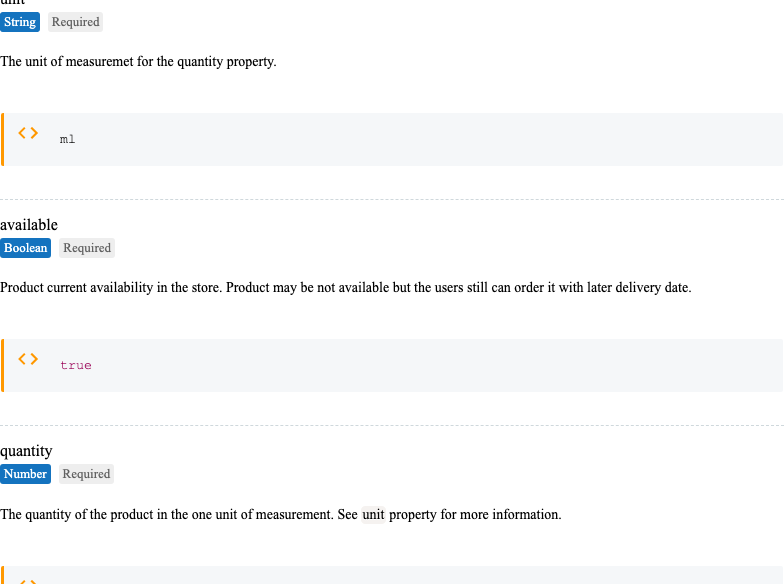 unit
String Required
The unit of measuremet for the quantity property.
<> ml
available
Boolean Required
Product current availability in the store. Product may be not available but the users still can order it with later delivery date.
<> true
quantity
Number Required
The quantity of the product in the one unit of measurement. See unit property for more information.